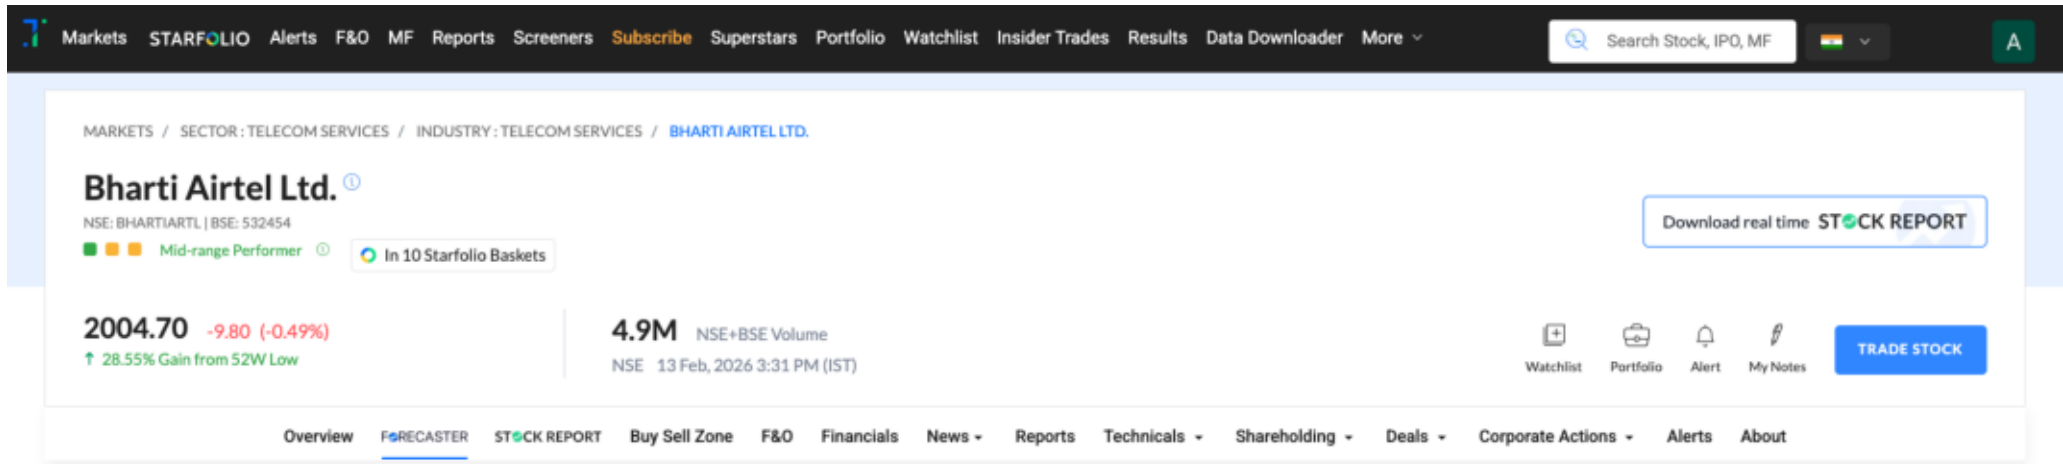 Markets STARFOLIO Alerts F&O MF Reports Screeners Subscribe Superstars Portfolio Watchlist Insider Trades Results Data Downloader More Search Stock, IPO, MF A
MARKETS / SECTOR : TELECOM SERVICES / INDUSTRY : TELECOM SERVICES / BHARTI AIRTEL LTD.
Bharti Airtel Ltd.
NSE: BHARTIARTL | BSE: 532454
Download real time STOCK REPORT
Mid-range Performer In 10 Starfolio Baskets
2004.70 -9.80 (-0.49%) 4.9M NSE+BSE Volume
↑ 28.55% Gain from 52W Low NSE 13 Feb, 2026 3:31 PM (IST)
Watchlist Portfolio Alert My Notes TRADE STOCK
Overview FORECASTER STOCK REPORT Buy Sell Zone F&O Financials News Reports Technicals Shareholding Deals Corporate Actions Alerts About